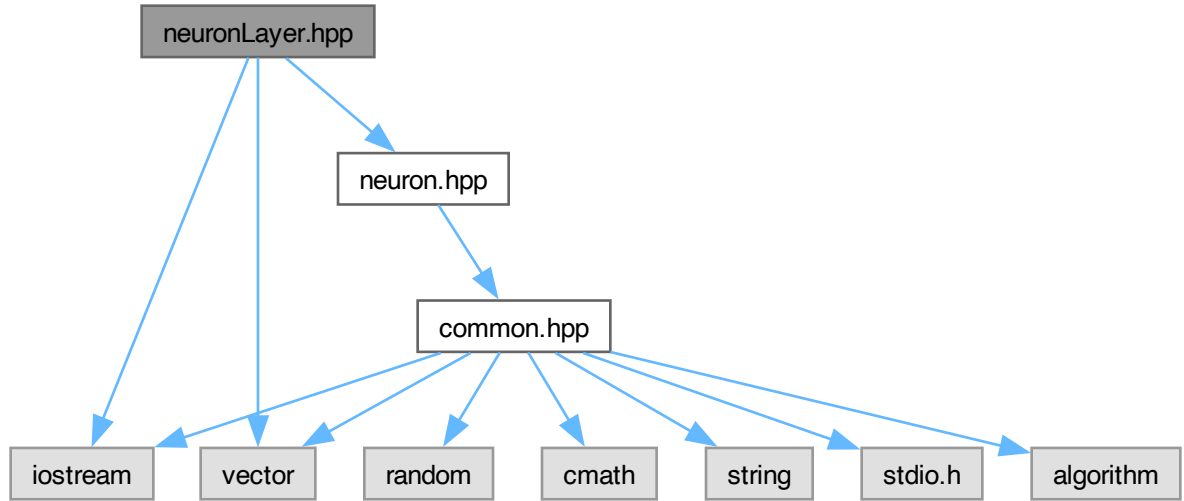 neuronLayer.hpp
neuron.hpp
common.hpp
iostream
vector
random
cmath
string
stdio.h
algorithm